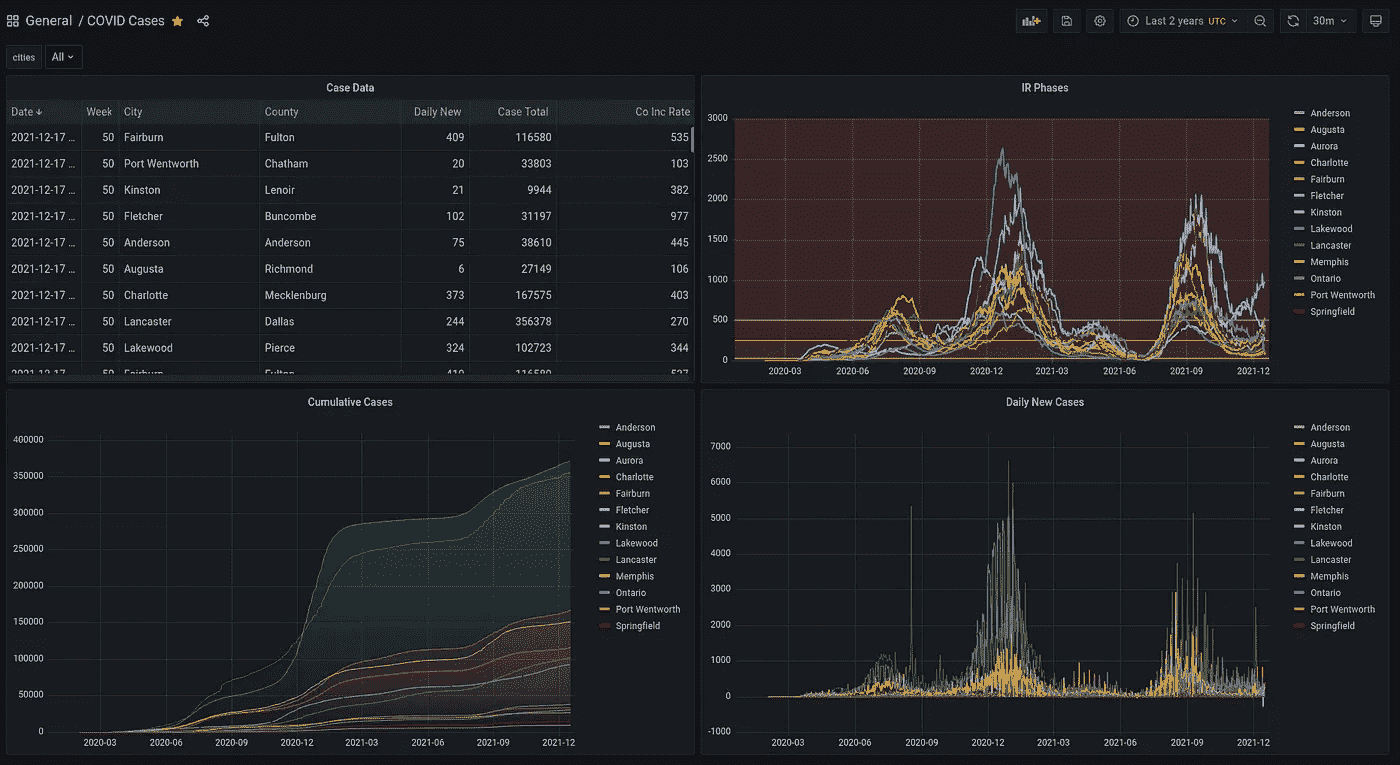 General / COVID Cases
Last 2 years UTC
30m
cities All
Case Data
Date Week City County Daily New Case Total Co Inc Rate
2021-12-17 ... 50 Fairburn Fulton 409 116580 535
2021-12-17 ... 50 Port Wentworth Chatham 20 33803 103
2021-12-17 ... 50 Kinston Lenoir 21 9944 382
2021-12-17 ... 50 Fletcher Buncombe 102 31197 977
2021-12-17 ... 50 Anderson Anderson 75 38610 445
2021-12-17 ... 50 Augusta Richmond 6 27149 106
2021-12-17 ... 50 Charlotte Mecklenburg 373 167575 403
2021-12-17 ... 50 Lancaster Dallas 244 356378 270
2021-12-17 ... 50 Lakewood Pierce 324 102723 344
IR Phases
3000
2500
2000
1500
1000
500
0
2020-03 2020-06 2020-09 2020-12 2021-03 2021-06 2021-09 2021-12
Anderson
Augusta
Aurora
Charlotte
Fairburn
Fletcher
Kinston
Lakewood
Lancaster
Memphis
Ontario
Port Wentworth
Springfield
Cumulative Cases
400000
350000
300000
250000
200000
150000
100000
50000
0
2020-03 2020-06 2020-09 2020-12 2021-03 2021-06 2021-09 2021-12
Anderson
Augusta
Aurora
Charlotte
Fairburn
Fletcher
Kinston
Lakewood
Lancaster
Memphis
Ontario
Port Wentworth
Springfield
Daily New Cases
7000
6000
5000
4000
3000
2000
1000
0
-1000
2020-03 2020-06 2020-09 2020-12 2021-03 2021-06 2021-09 2021-12
Anderson
Augusta
Aurora
Charlotte
Fairburn
Fletcher
Kinston
Lakewood
Lancaster
Memphis
Ontario
Port Wentworth
Springfield